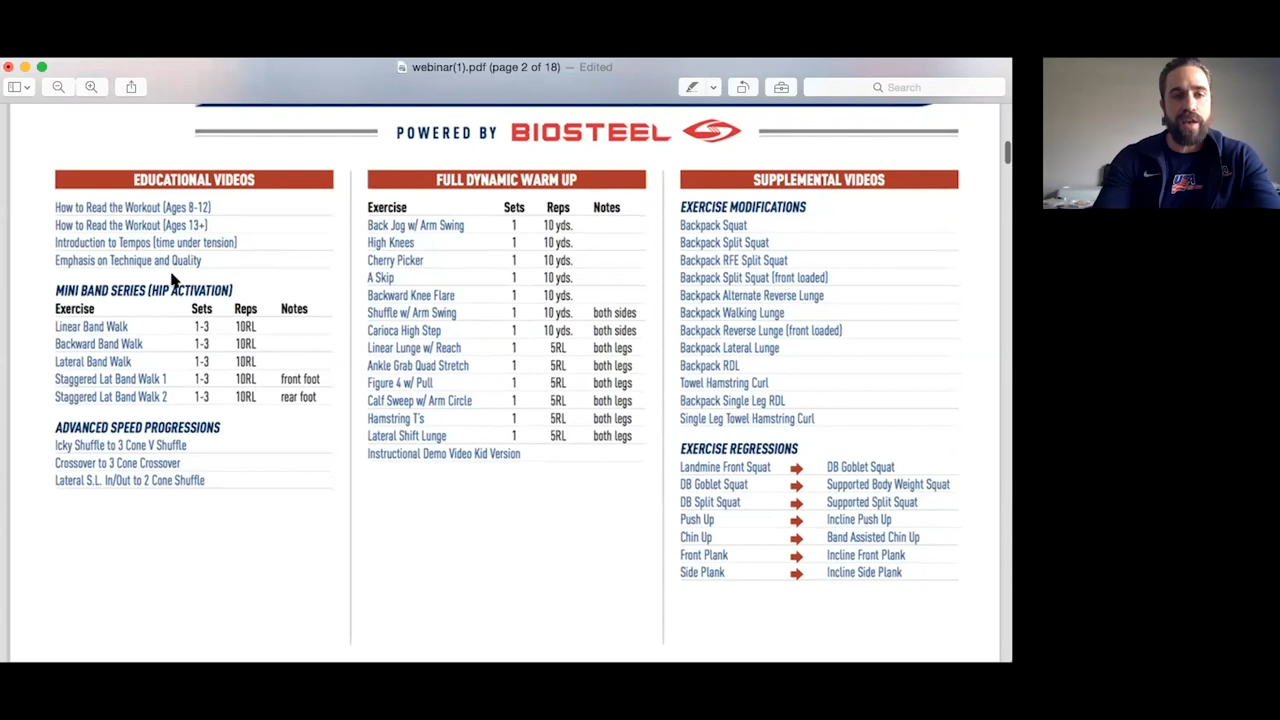 webinar(1).pdf (page 2 of 18) — Edited
Search
POWERED BY BIOSTEEL
EDUCATIONAL VIDEOS
How to Read the Workout (Ages 8-12)
How to Read the Workout (Ages 13+)
Introduction to Tempos (time under tension)
Emphasis on Technique and Quality
MINI BAND SERIES (HIP ACTIVATION)
Exercise Sets Reps Notes
Linear Band Walk 1-3 10RL
Backward Band Walk 1-3 10RL
Lateral Band Walk 1-3 10RL
Staggered Lat Band Walk 1 1-3 10RL front foot
Staggered Lat Band Walk 2 1-3 10RL rear foot
ADVANCED SPEED PROGRESSIONS
Icky Shuffle to 3 Cone V Shuffle
Crossover to 3 Cone Crossover
Lateral S.L. In/Out to 2 Cone Shuffle
FULL DYNAMIC WARM UP
Exercise Sets Reps Notes
Back Jog w/ Arm Swing 1 10 yds.
High Knees 1 10 yds.
Cherry Picker 1 10 yds.
A Skip 1 10 yds.
Backward Knee Flare 1 10 yds.
Shuffle w/ Arm Swing 1 10 yds. both sides
Carioca High Step 1 10 yds. both sides
Linear Lunge w/ Reach 1 5RL both legs
Ankle Grab Quad Stretch 1 5RL both legs
Figure 4 w/ Pull 1 5RL both legs
Calf Sweep w/ Arm Circle 1 5RL both legs
Hamstring T's 1 5RL both legs
Lateral Shift Lunge 1 5RL both legs
Instructional Demo Video Kid Version
SUPPLEMENTAL VIDEOS
EXERCISE MODIFICATIONS
Backpack Squat
Backpack Split Squat
Backpack RFE Split Squat
Backpack Split Squat (front loaded)
Backpack Alternate Reverse Lunge
Backpack Walking Lunge
Backpack Reverse Lunge (front loaded)
Backpack Lateral Lunge
Backpack RDL
Towel Hamstring Curl
Backpack Single Leg RDL
Single Leg Towel Hamstring Curl
EXERCISE REGRESSIONS
Landmine Front Squat DB Goblet Squat
DB Goblet Squat Supported Body Weight Squat
DB Split Squat Supported Split Squat
Push Up Incline Push Up
Chin Up Band Assisted Chin Up
Front Plank Incline Front Plank
Side Plank Incline Side Plank
USA